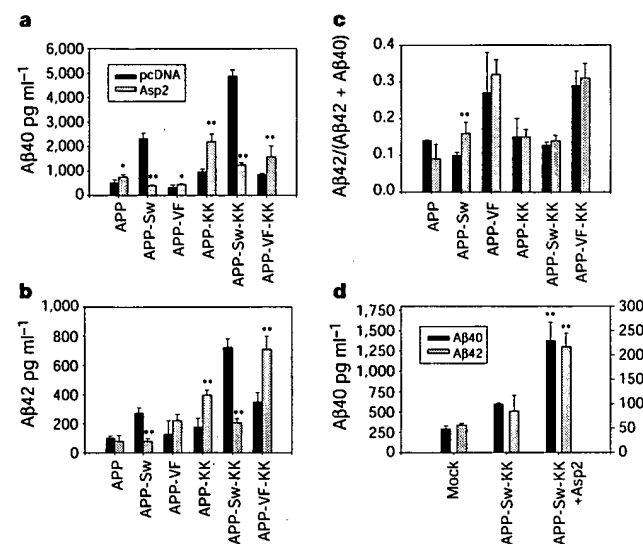 a
Aβ40 pg ml⁻¹
6,000
5,000
4,000
3,000
2,000
1,000
0
pcDNA
Asp2
*
**
*
**
**
**
APP
APP-Sw
APP-VF
APP-KK
APP-Sw-KK
APP-VF-KK
c
Aβ42/(Aβ42 + Aβ40)
0.4
0.3
0.2
0.1
0.0
**
APP
APP-Sw
APP-VF
APP-KK
APP-Sw-KK
APP-VF-KK
b
Aβ42 pg ml⁻¹
1,000
800
600
400
200
0
**
**
**
**
APP
APP-Sw
APP-VF
APP-KK
APP-Sw-KK
APP-VF-KK
d
Aβ40 pg ml⁻¹
1,750
1,500
1,250
1,000
750
500
250
0
Aβ40
Aβ42
**
**
300
250
200
150
100
50
0
Mock
APP-Sw-KK
APP-Sw-KK
+Asp2